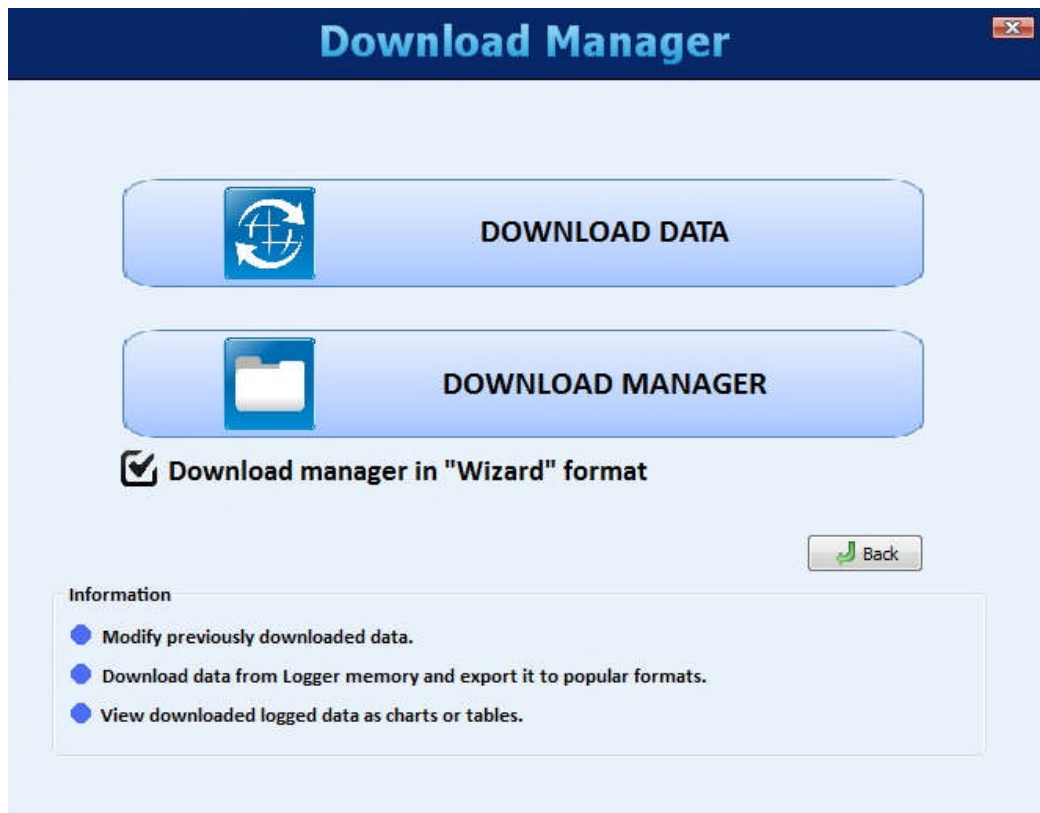 Download Manager
DOWNLOAD DATA
DOWNLOAD MANAGER
Download manager in "Wizard" format
Back
Information
Modify previously downloaded data.
Download data from Logger memory and export it to popular formats.
View downloaded logged data as charts or tables.